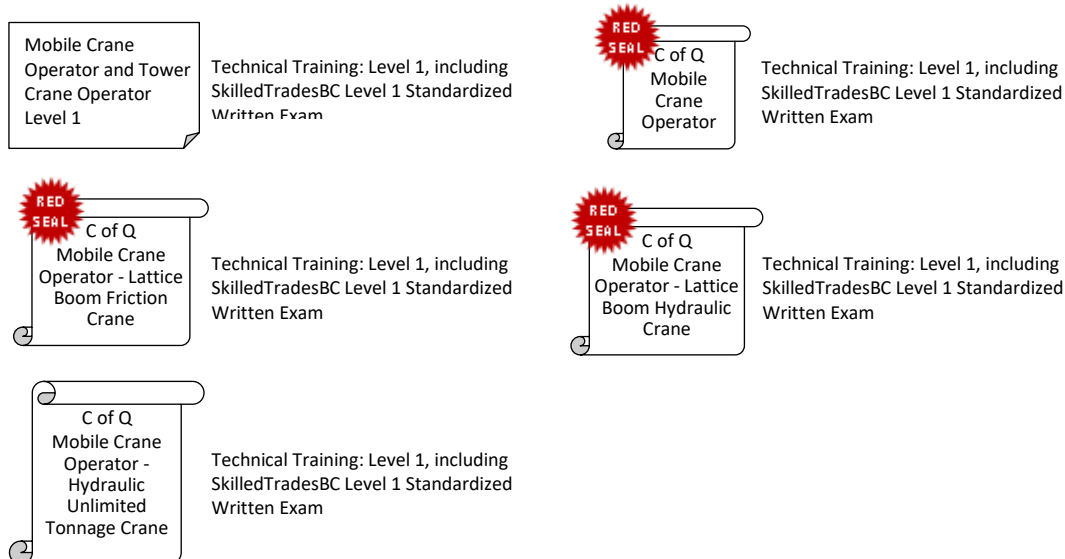 Mobile Crane
Operator and Tower
Crane Operator
Level 1
Technical Training: Level 1, including
SkilledTradesBC Level 1 Standardized
Written Exam
RED
SEAL
C of Q
Mobile
Crane
Operator
Technical Training: Level 1, including
SkilledTradesBC Level 1 Standardized
Written Exam
RED
SEAL
C of Q
Mobile Crane
Operator - Lattice
Boom Friction
Crane
Technical Training: Level 1, including
SkilledTradesBC Level 1 Standardized
Written Exam
RED
SEAL
C of Q
Mobile Crane
Operator - Lattice
Boom Hydraulic
Crane
Technical Training: Level 1, including
SkilledTradesBC Level 1 Standardized
Written Exam
C of Q
Mobile Crane
Operator -
Hydraulic
Unlimited
Tonnage Crane
Technical Training: Level 1, including
SkilledTradesBC Level 1 Standardized
Written Exam